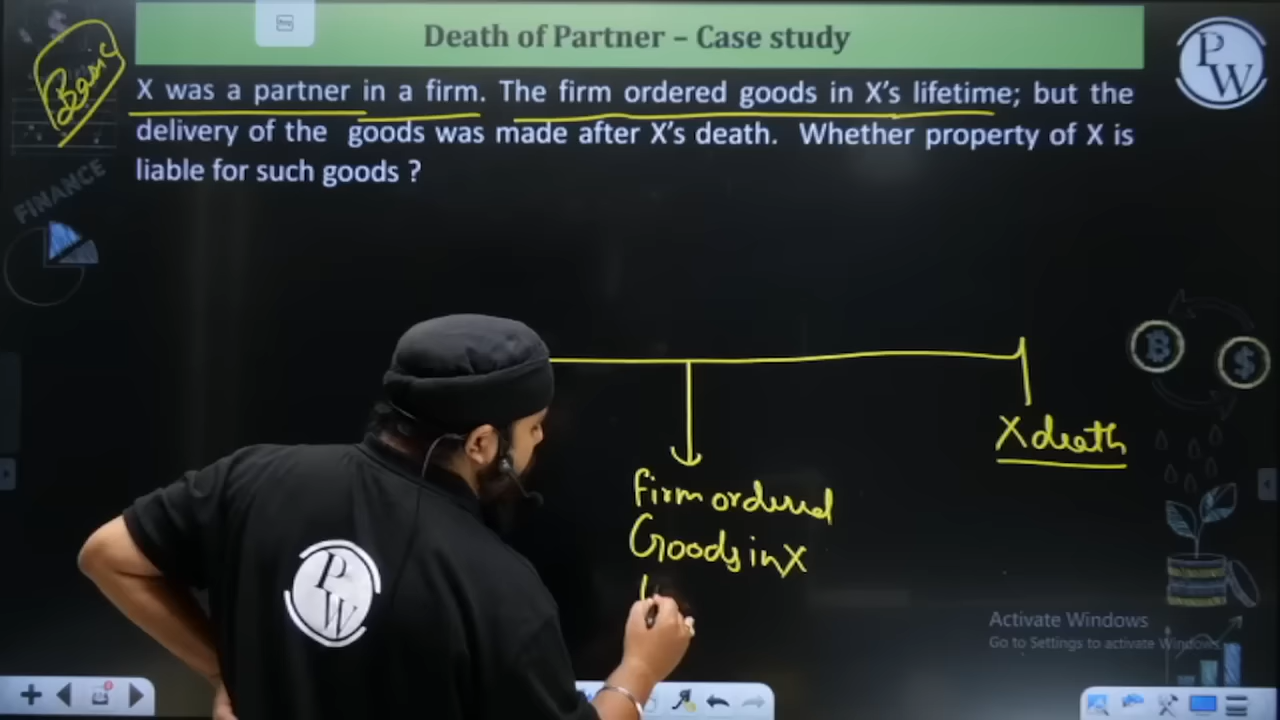 Death of Partner – Case study
Basic
X was a partner in a firm. The firm ordered goods in X's lifetime; but the
delivery of the goods was made after X's death. Whether property of X is
liable for such goods ?
P
W
FINANCE
X death
Firm ordered
Goods in X
P
W
Activate Windows
Go to Settings to activate Windows.